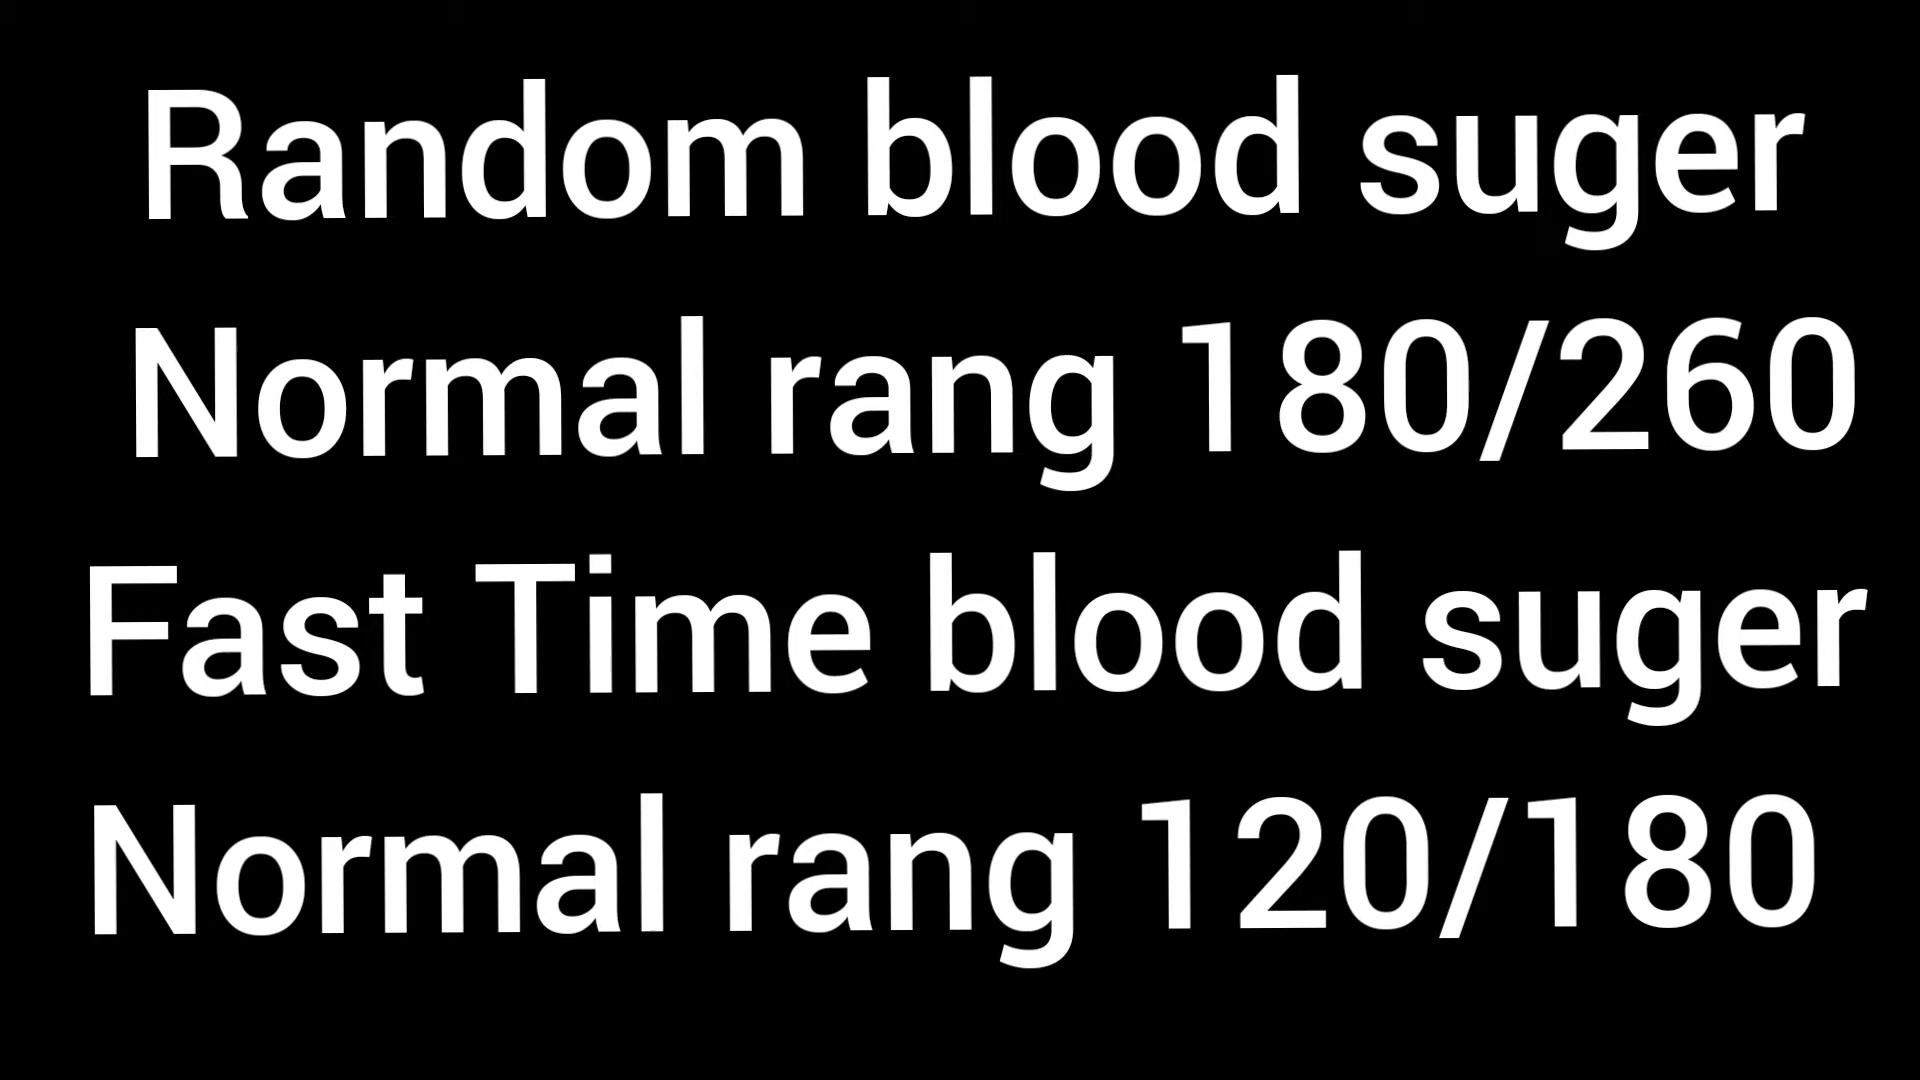 Random blood suger
Normal rang 180/260
Fast Time blood suger
Normal rang 120/180